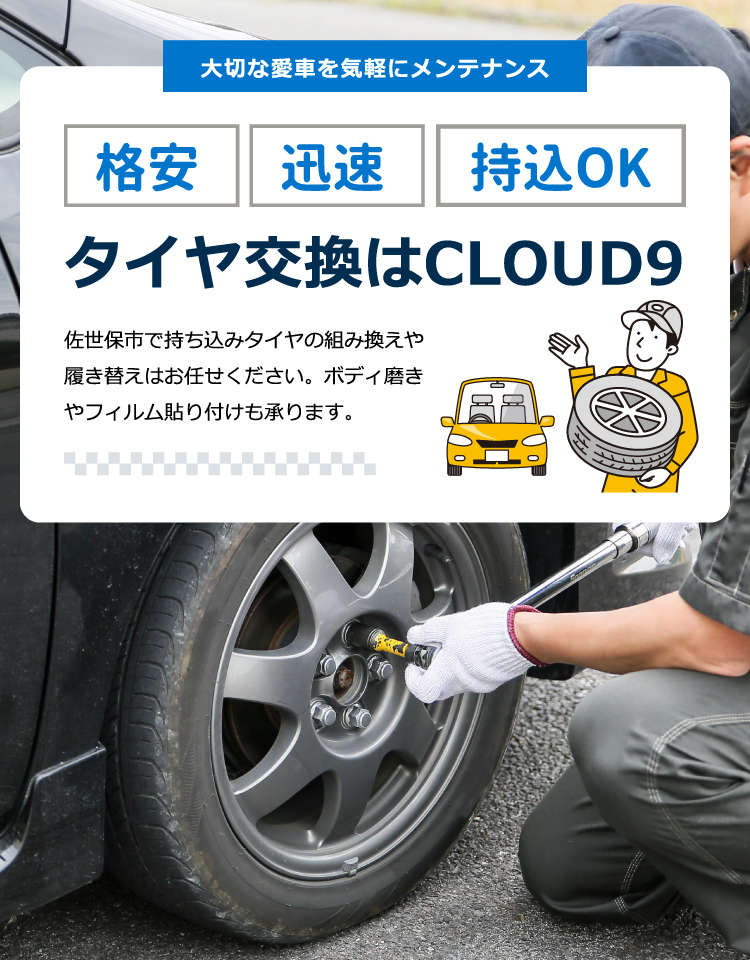 大切な愛車を気軽にメンテナンス
格安 迅速 持込OK
タイヤ交換はCLOUD9
佐世保市で持ち込みタイヤの組み換えや
履き替えはお任せください。ボディ磨き
やフィルム貼り付けも承ります。